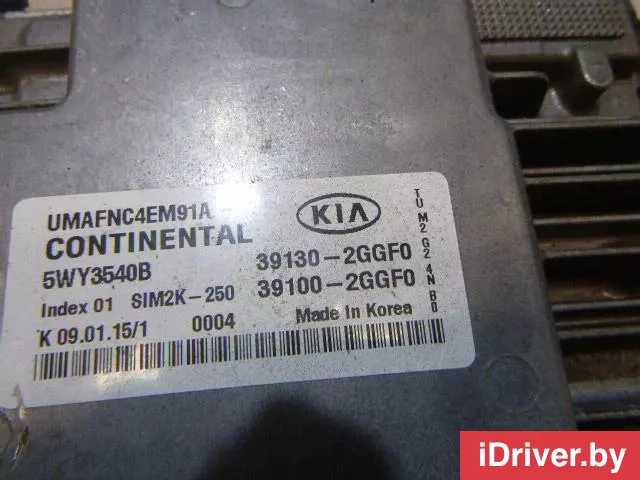 UMAFNC4EM91A
KIA
CONTINENTAL
5WY3540B
39130-2GGF0
Index 01 SIM2K-250
39100-2GGF0
K 09.01.15/1 0004
Made In Korea
TU M2 G2 4N B0
iDriver.by